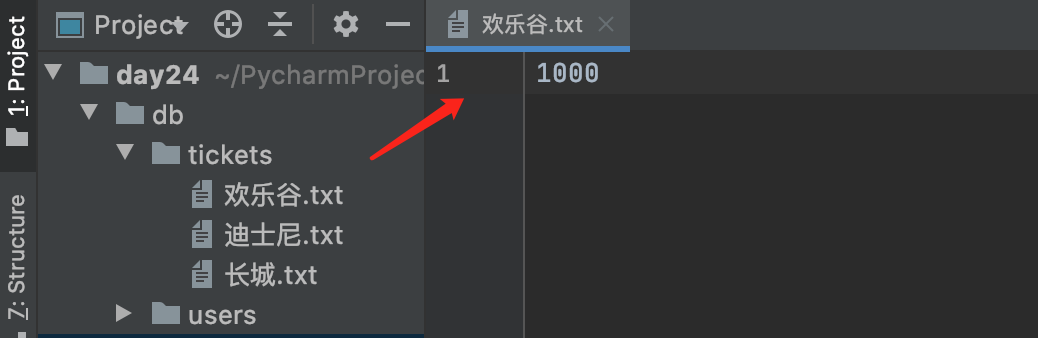 1: Project
Z: Structure
Project
day24 ~/PycharmProjec
db
tickets
欢乐谷.txt
迪士尼.txt
长城.txt
users
欢乐谷.txt
1 1000